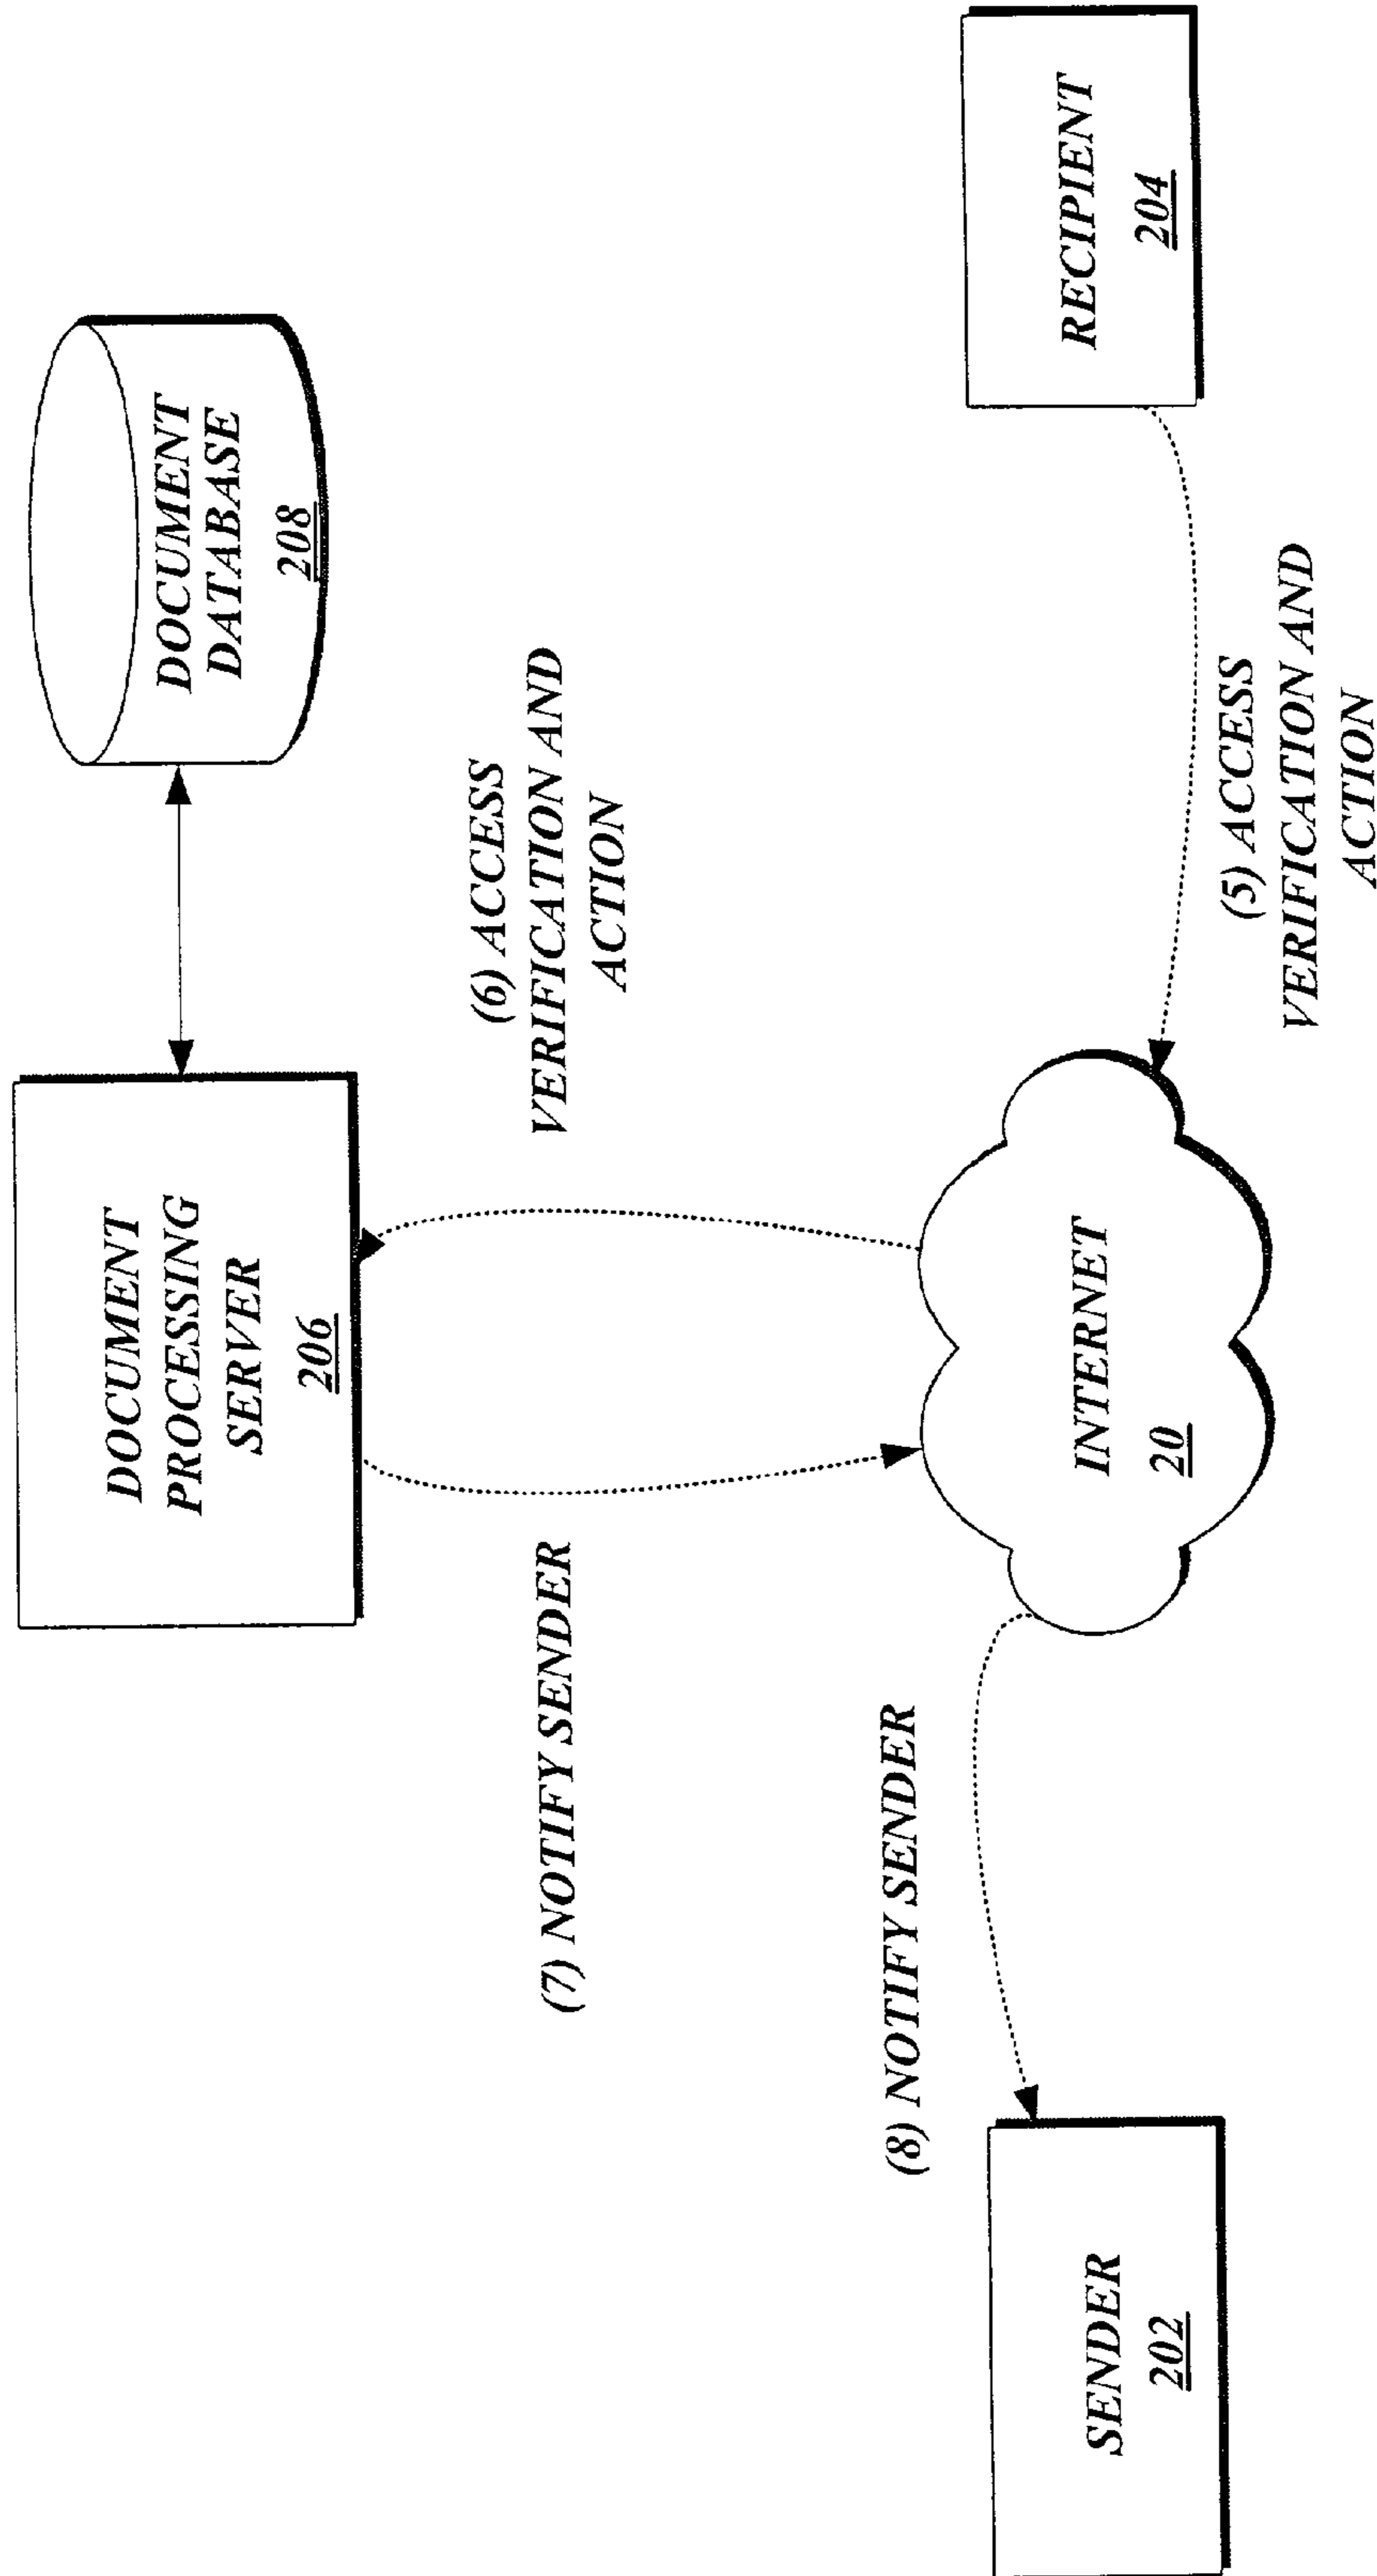 DOCUMENT
PROCESSING
SERVER
206
DOCUMENT
DATABASE
208
(6) ACCESS
VERIFICATION AND
ACTION
(7) NOTIFY SENDER
(8) NOTIFY SENDER
SENDER
202
INTERNET
20
RECIPIENT
204
(5) ACCESS
VERIFICATION AND
ACTION